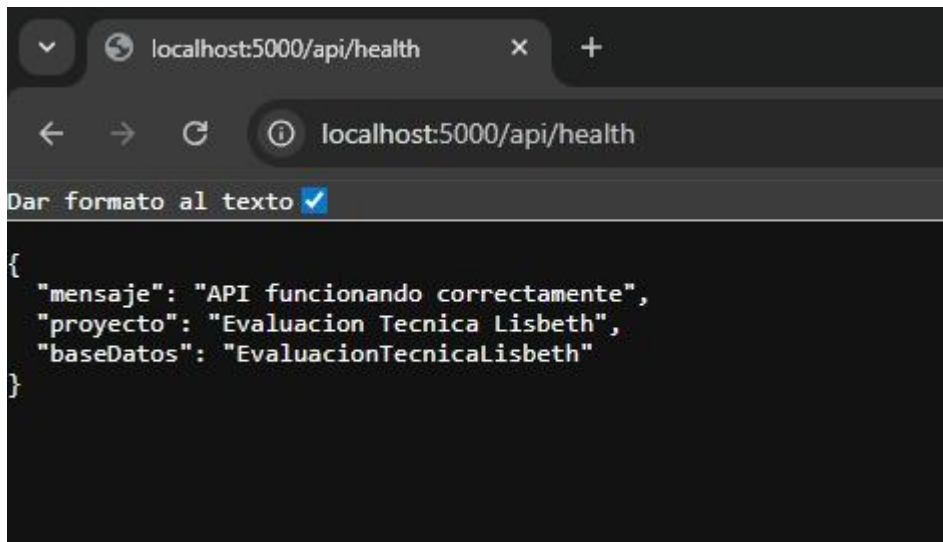 localhost:5000/api/health
localhost:5000/api/health
Dar formato al texto
{
"mensaje": "API funcionando correctamente",
"proyecto": "Evaluacion Tecnica Lisbeth",
"baseDatos": "EvaluacionTecnicaLisbeth"
}